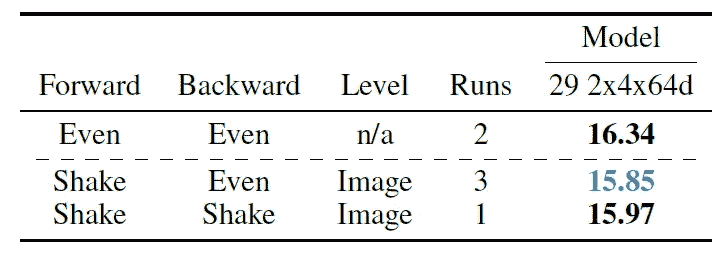 Model
Forward Backward Level Runs 29 2x4x64d
Even Even n/a 2 16.34
Shake Even Image 3 15.85
Shake Shake Image 1 15.97